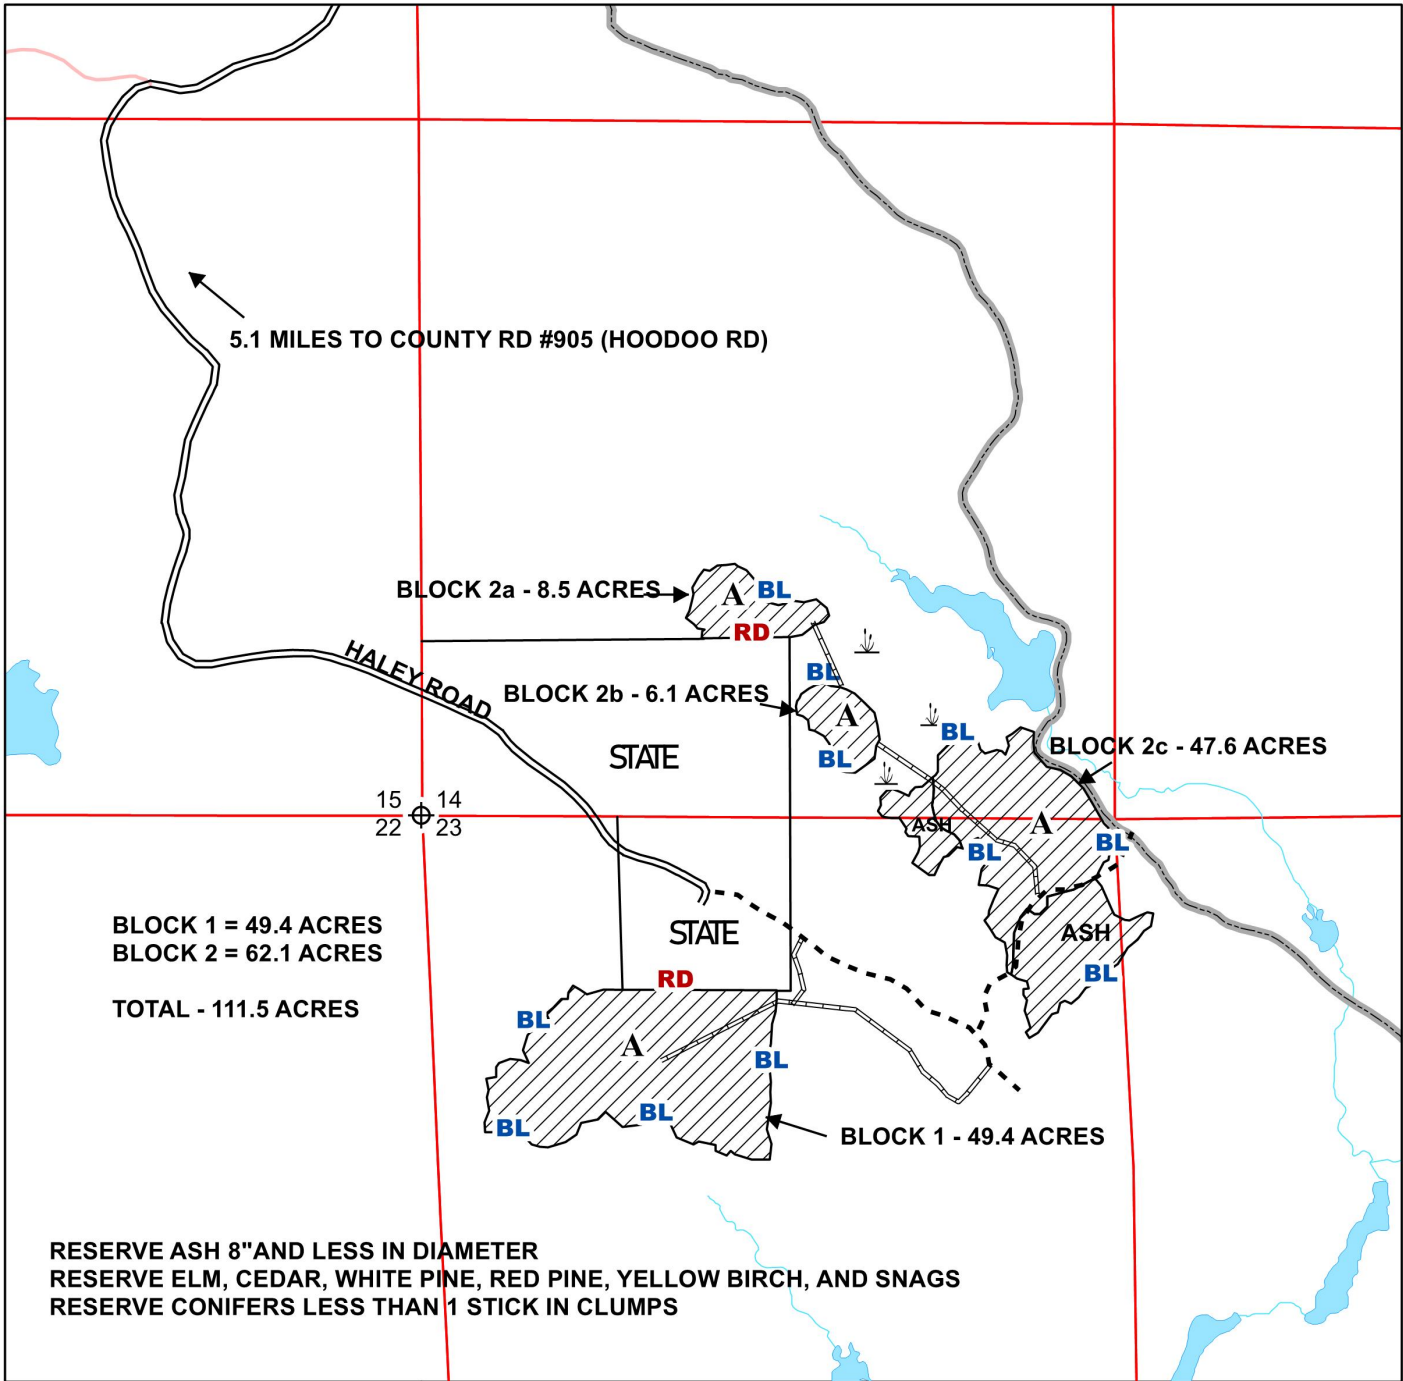 5.1 MILES TO COUNTY RD #905 (HOODOO RD)
BLOCK 2a - 8.5 ACRES
A
BL
RD
HALEY ROAD
BL
BLOCK 2b - 6.1 ACRES
A
BL
STATE
BL
BLOCK 2c - 47.6 ACRES
15 14
22 23
ASH
A
BL
BL
BLOCK 1 = 49.4 ACRES
BLOCK 2 = 62.1 ACRES
STATE
ASH
BL
RD
TOTAL - 111.5 ACRES
BL
A
BL
BL
BL
BLOCK 1 - 49.4 ACRES
RESERVE ASH 8"AND LESS IN DIAMETER
RESERVE ELM, CEDAR, WHITE PINE, RED PINE, YELLOW BIRCH, AND SNAGS
RESERVE CONIFERS LESS THAN 1 STICK IN CLUMPS